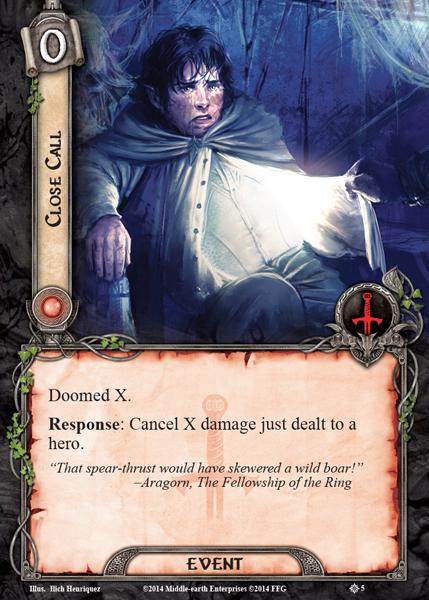 0
Close Call
Doomed X.
Response: Cancel X damage just dealt to a
hero.
“That spear-thrust would have skewered a wild boar!”
–Aragorn, The Fellowship of the Ring
EVENT
Illus. Ilich Henriquez ©2014 Middle-earth Enterprises ©2014 FFG 5